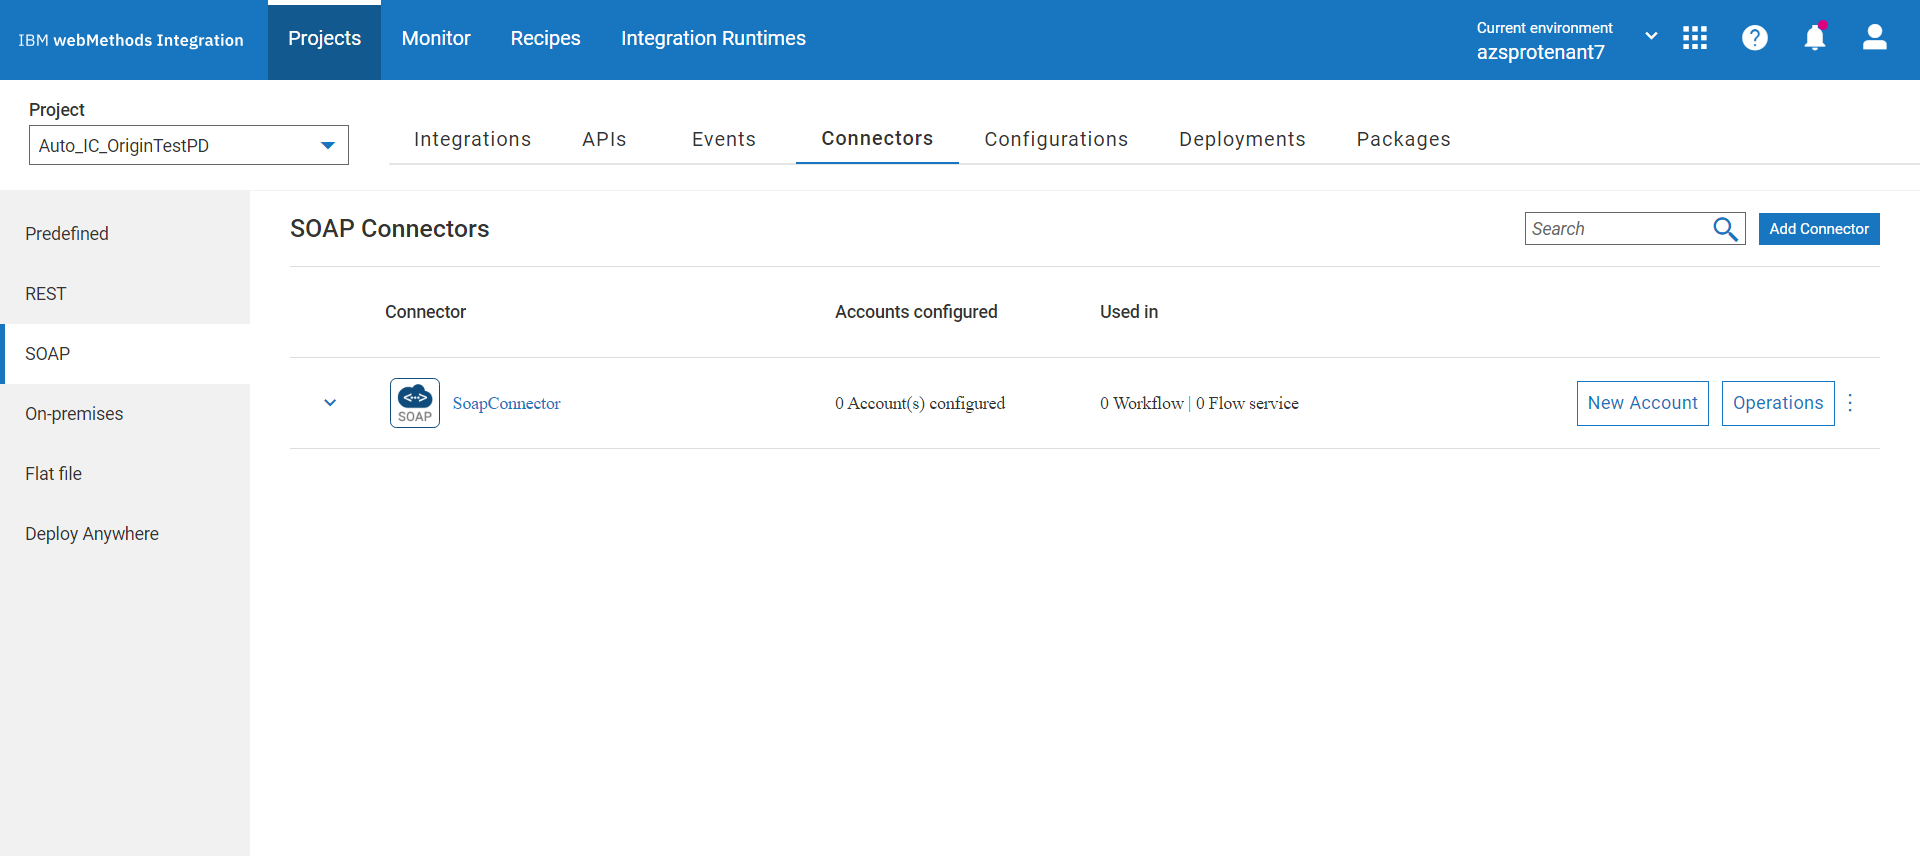 IBM webMethods Integration
Projects
Monitor
Recipes
Integration Runtimes
Current environment
azsprotenant7
Project
Auto_IC_OriginTestPD
Integrations
APIs
Events
Connectors
Configurations
Deployments
Packages
Predefined
REST
SOAP
On-premises
Flat file
Deploy Anywhere
SOAP Connectors
Search
Add Connector
Connector
Accounts configured
Used in
SOAP
SoapConnector
0 Account(s) configured
0 Workflow | 0 Flow service
New Account
Operations